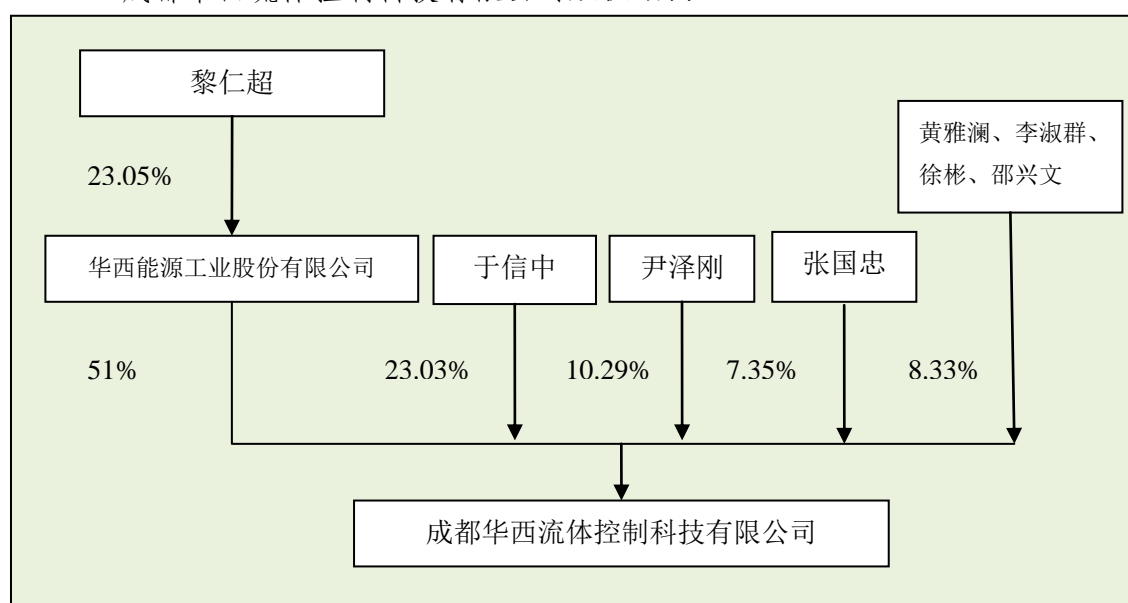 黎仁超
黄雅澜、李淑群、
徐彬、邵兴文
23.05%
华西能源工业股份有限公司
于信中
尹泽刚
张国忠
51%
23.03%
10.29%
7.35%
8.33%
成都华西流体控制科技有限公司